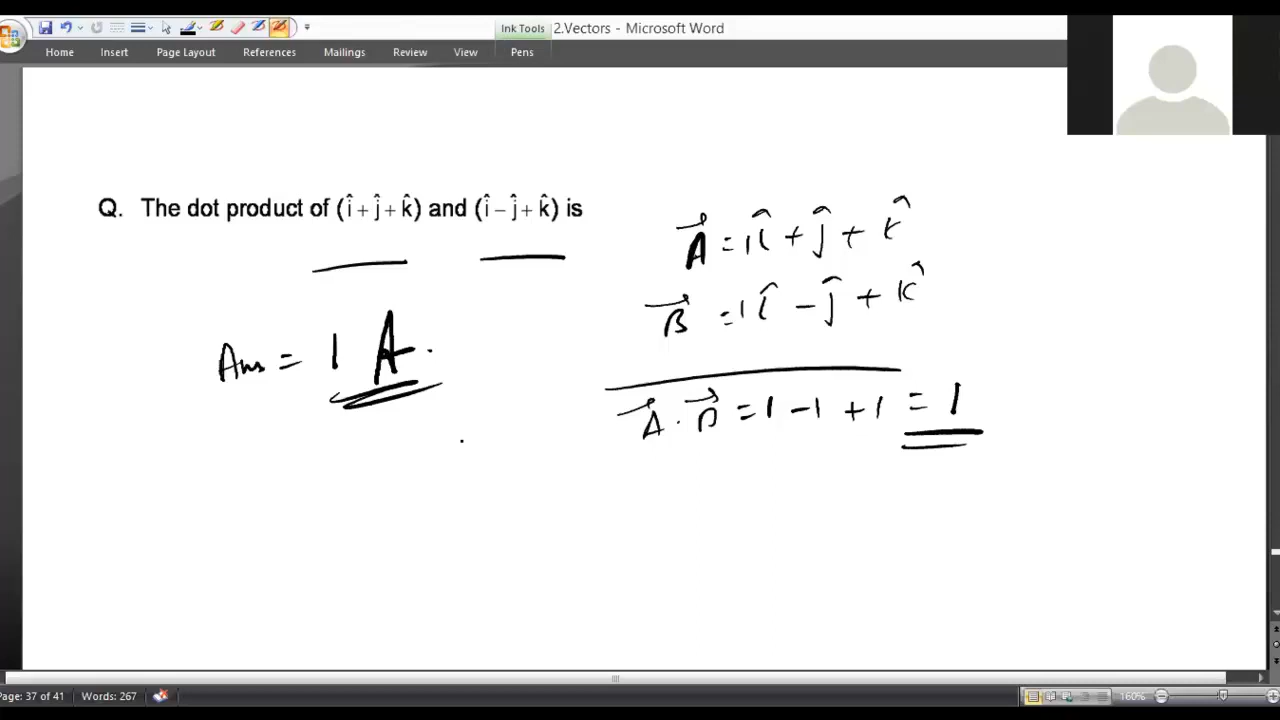 Ink Tools 2.Vectors - Microsoft Word
Home Insert Page Layout References Mailings Review View Pens
Q. The dot product of (î + ĵ + k̂) and (î − ĵ + k̂) is
A⃗ = 1î + ĵ + k̂
B⃗ = 1î − ĵ + k̂
Ans = 1 A.
A⃗ . B⃗ = 1 − 1 + 1 = 1
Page: 37 of 41 Words: 267 160%